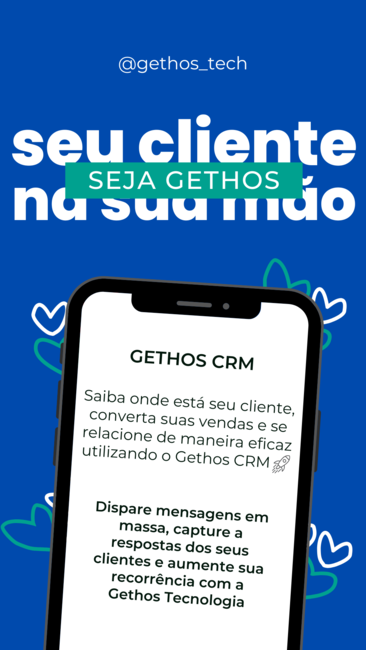 @gethos_tech
seu cliente
SEJA GETHOS
na sua mão
GETHOS CRM
Saiba onde está seu cliente,
converta suas vendas e se
relacione de maneira eficaz
utilizando o Gethos CRM
Dispare mensagens em
massa, capture a
respostas dos seus
clientes e aumente sua
recorrência com a
Gethos Tecnologia